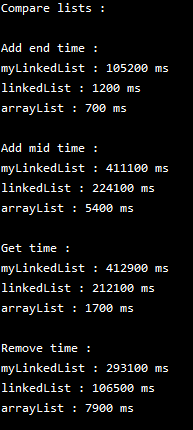 Compare lists :
Add end time :
myLinkedList : 105200 ms
linkedList : 1200 ms
arrayList : 700 ms
Add mid time :
myLinkedList : 411100 ms
linkedList : 224100 ms
arrayList : 5400 ms
Get time :
myLinkedList : 412900 ms
linkedList : 212100 ms
arrayList : 1700 ms
Remove time :
myLinkedList : 293100 ms
linkedList : 106500 ms
arrayList : 7900 ms